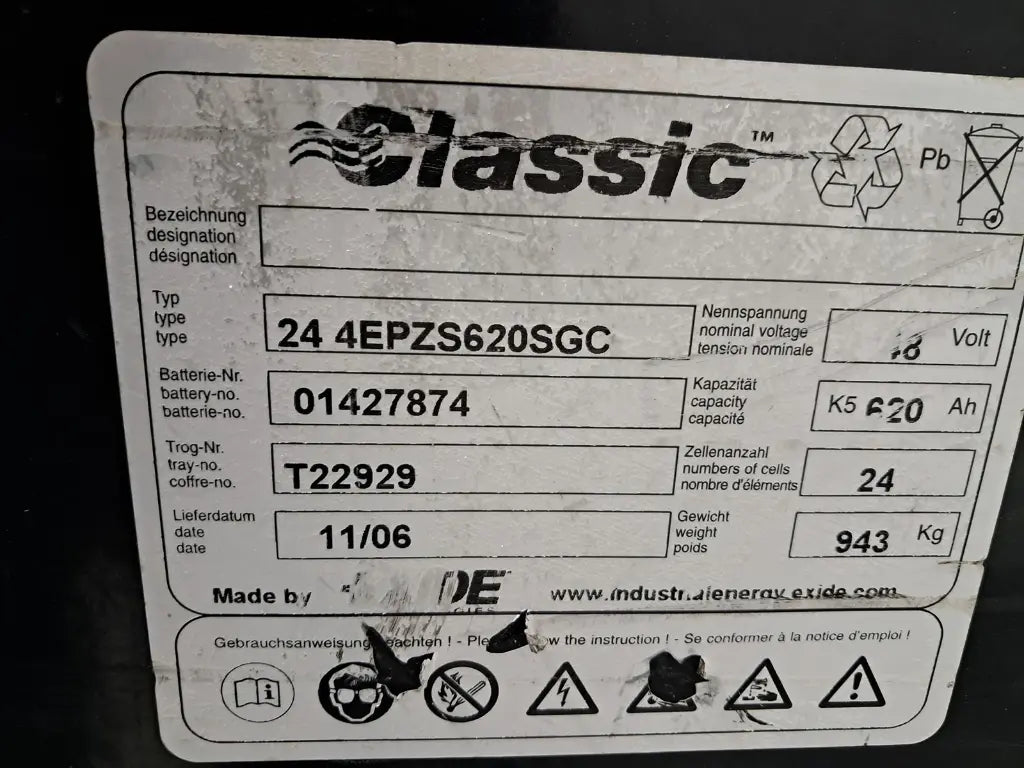 Classic™
Pb
Bezeichnung
designation
désignation
Typ
type
type
24 4EPZS620SGC
Nennspannung
nominal voltage
tension nominale
Volt
Batterie-Nr.
battery-no.
batterie-no.
01427874
Kapazität
capacity
capacité
K5 620 Ah
Trog-Nr.
tray-no.
coffre-no.
T22929
Zellenanzahl
numbers of cells
nombre d'éléments
24
Lieferdatum
date
date
11/06
Gewicht
weight
poids
943 Kg
Made by
www.industrialenergy.exide.com
Gebrauchsanweisung beachten ! - the instruction ! - Se conformer à la notice d'emploi !